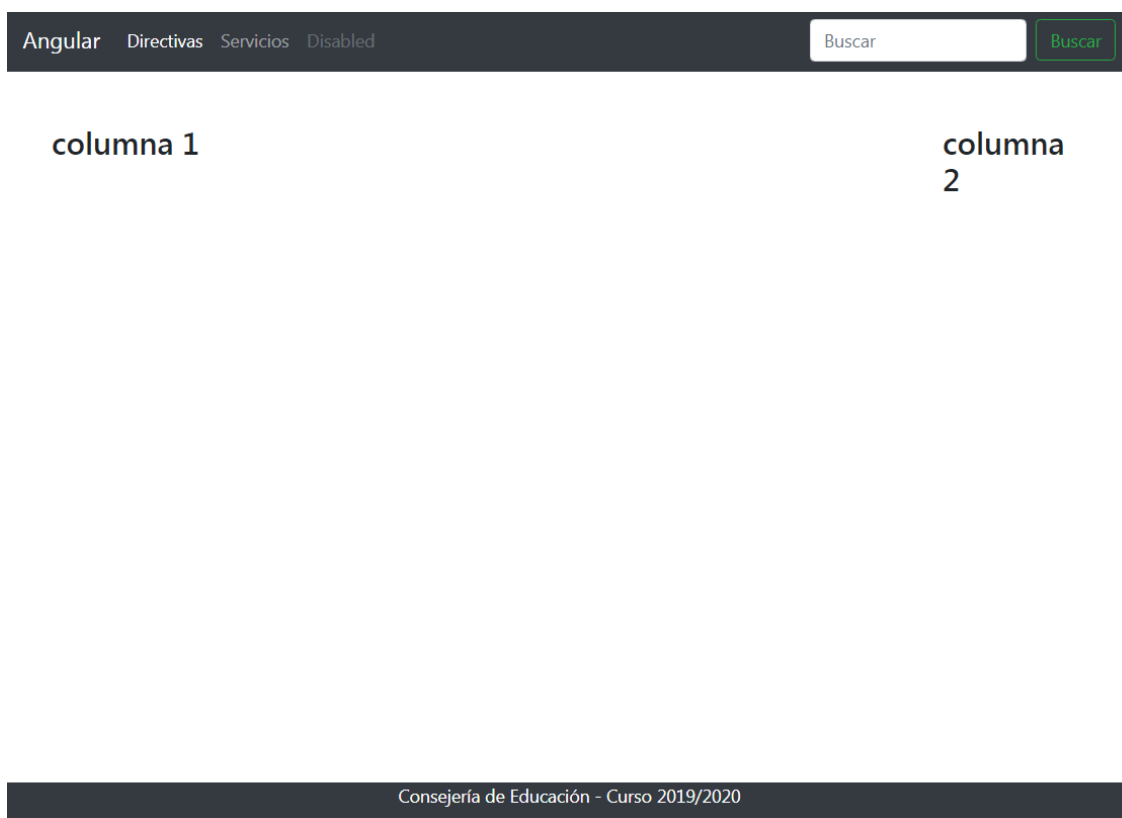 Angular Directivas Servicios Disabled Buscar Buscar
columna 1
columna
2
Consejería de Educación - Curso 2019/2020